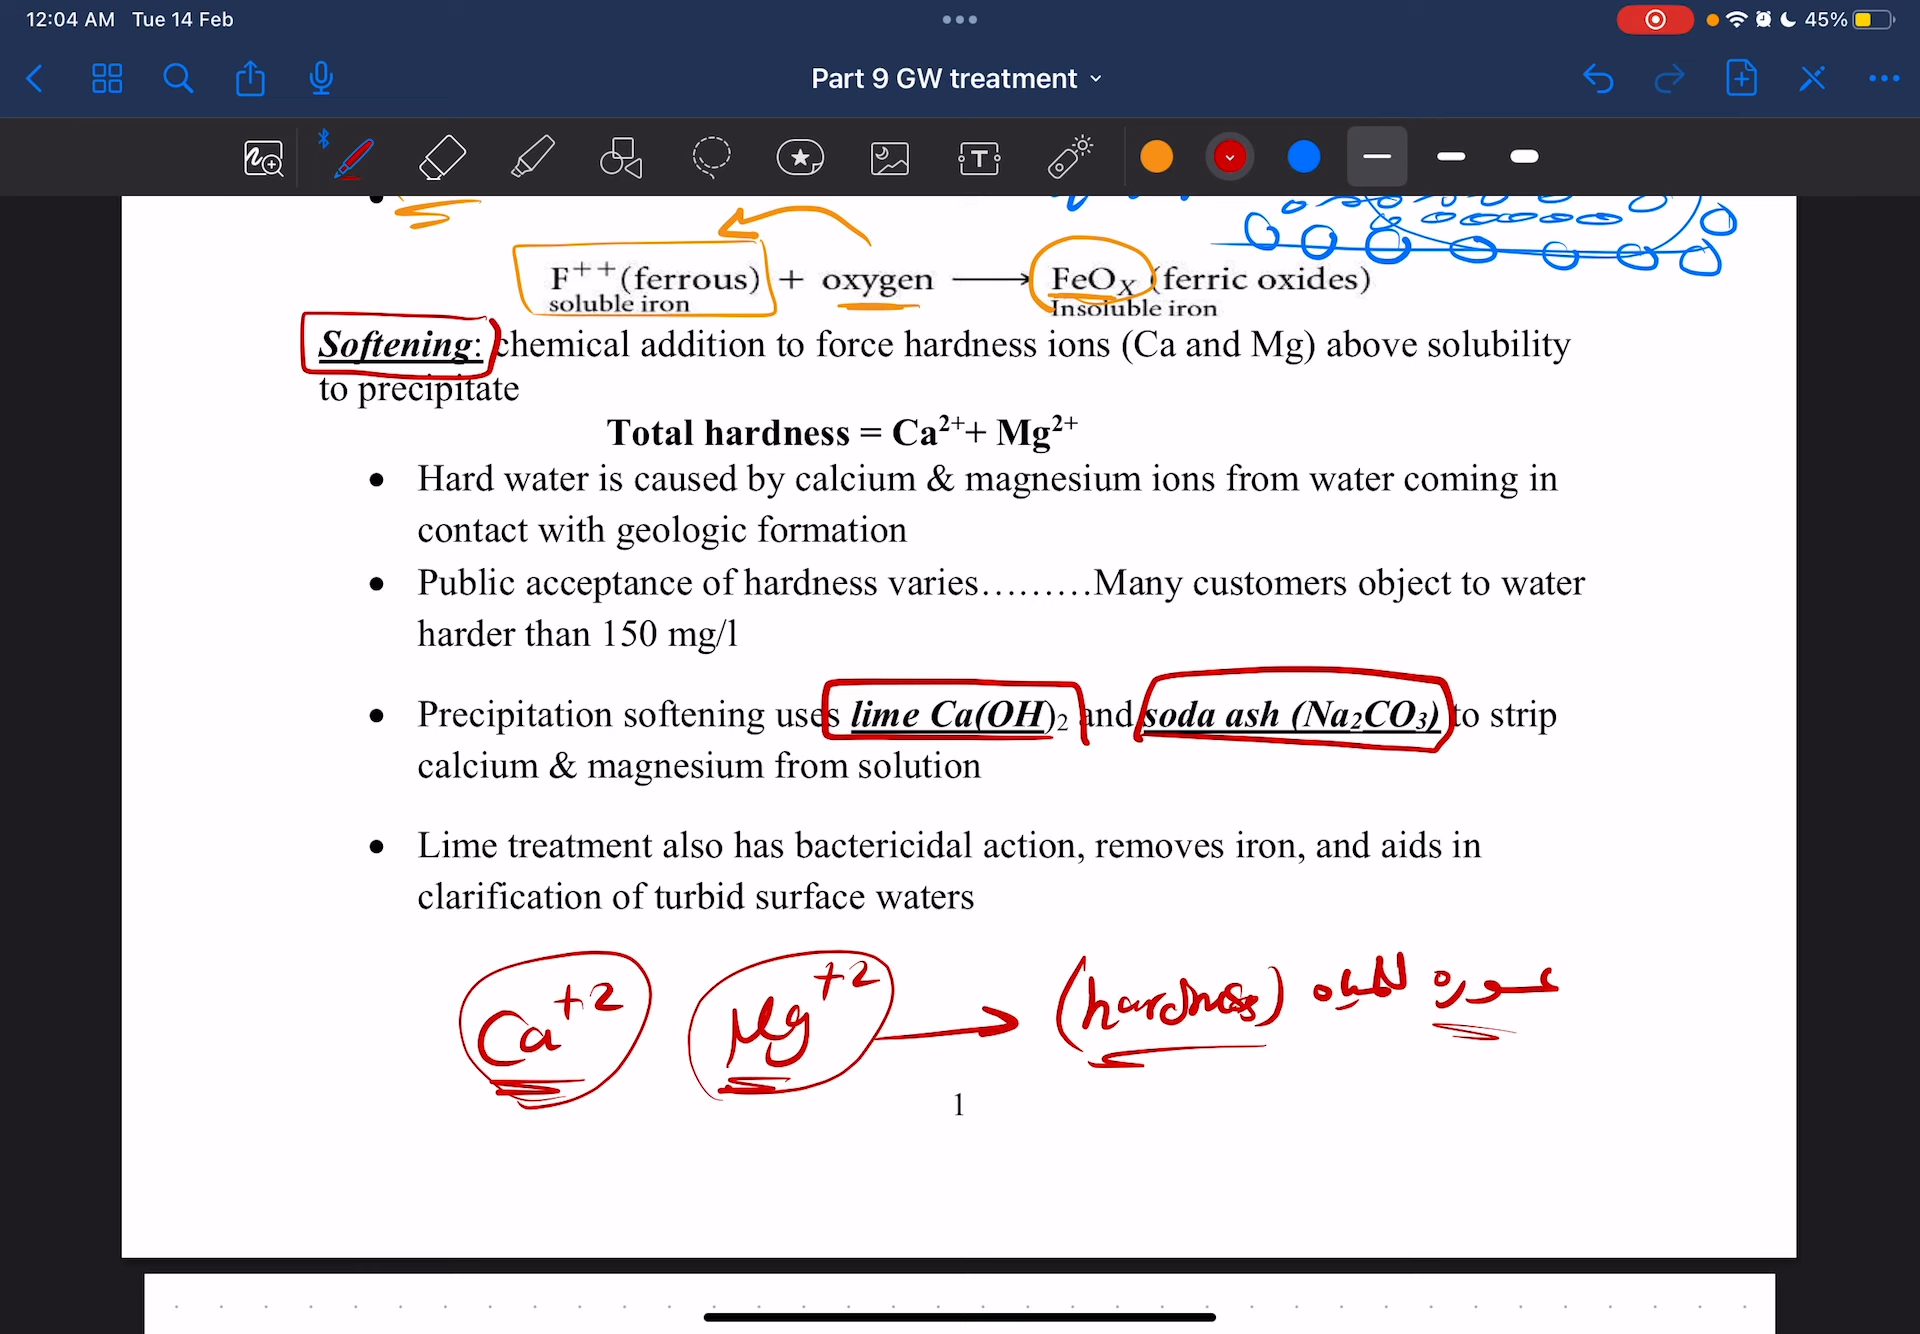 12:04 AM Tue 14 Feb
45%
Part 9 GW treatment
F⁺⁺(ferrous) + oxygen ⟶ FeOₓ (ferric oxides)
soluble iron Insoluble iron
Softening: chemical addition to force hardness ions (Ca and Mg) above solubility
to precipitate
Total hardness = Ca²⁺+ Mg²⁺
• Hard water is caused by calcium & magnesium ions from water coming in
contact with geologic formation
• Public acceptance of hardness varies.........Many customers object to water
harder than 150 mg/l
• Precipitation softening uses lime Ca(OH)₂ and soda ash (Na₂CO₃) to strip
calcium & magnesium from solution
• Lime treatment also has bactericidal action, removes iron, and aids in
clarification of turbid surface waters
Ca⁺² Mg⁺² → (hardness)
1